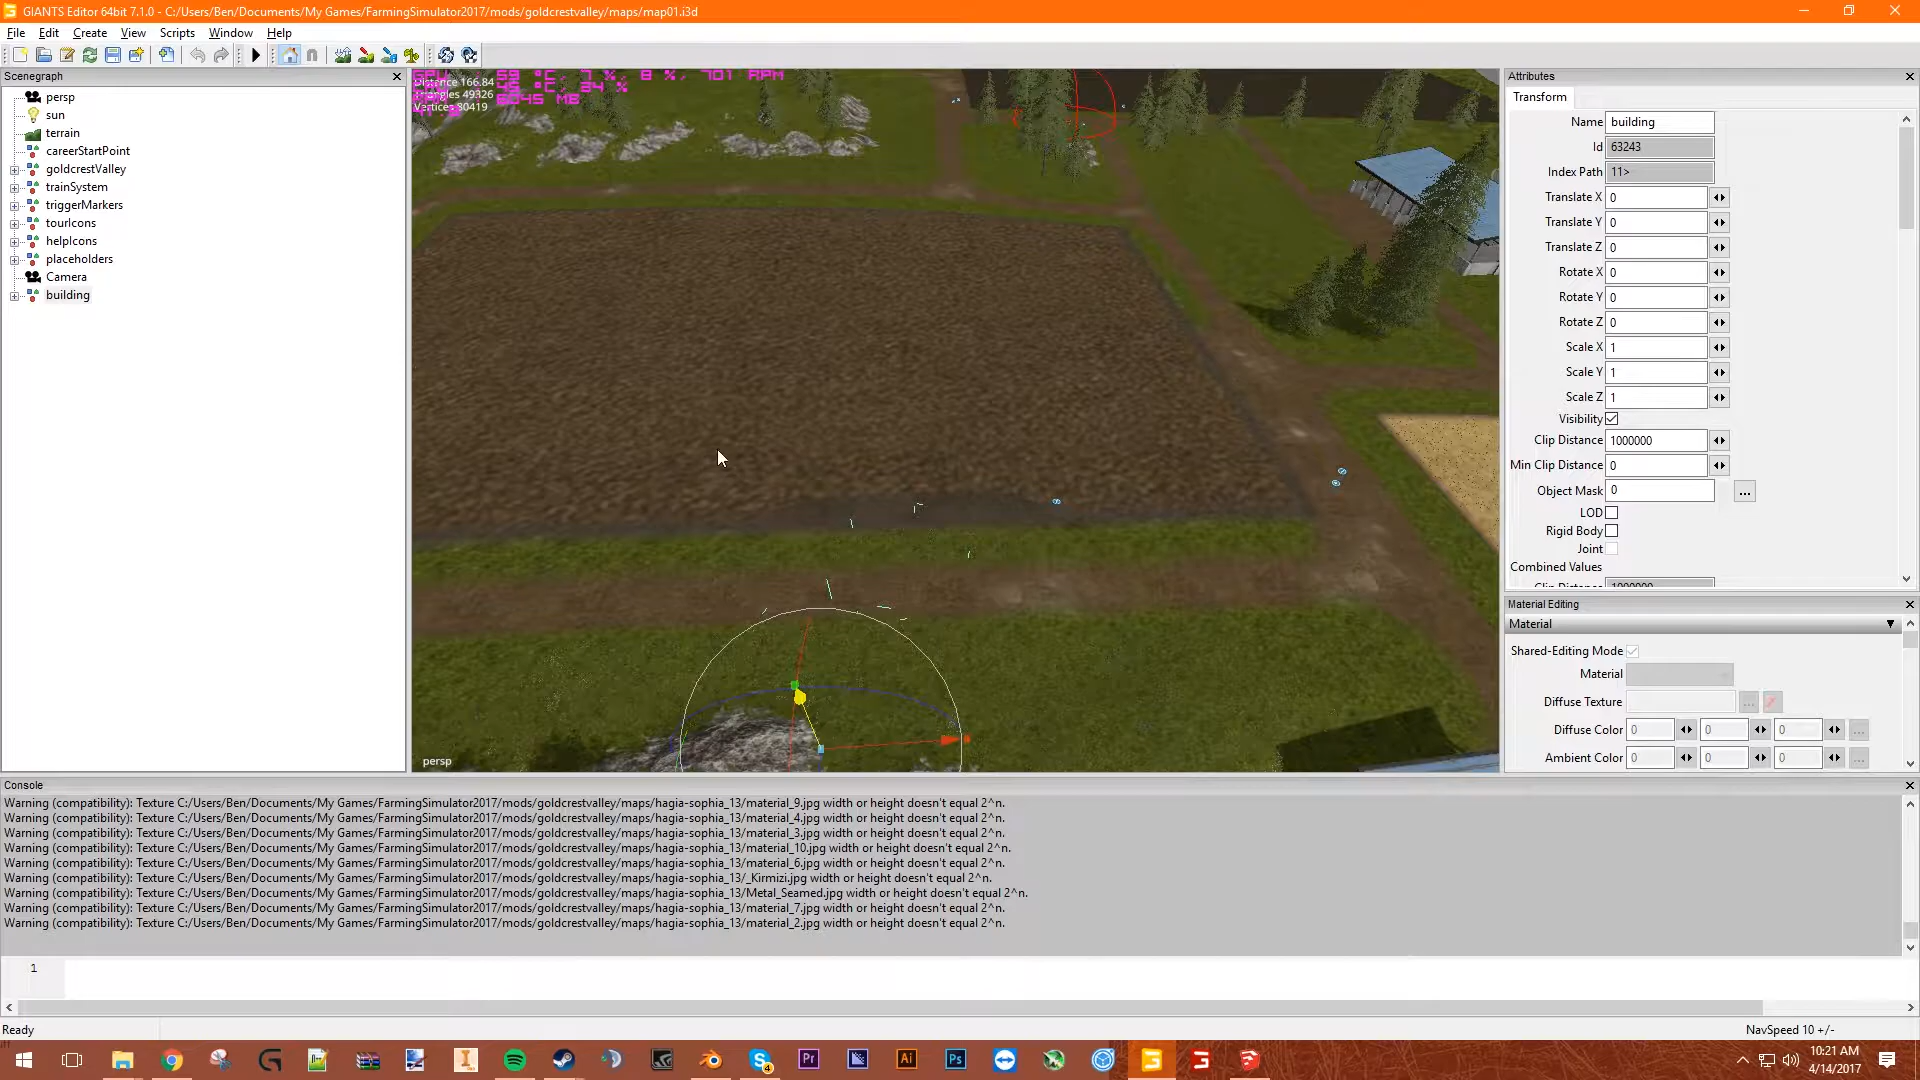 GIANTS Editor 64bit 7.1.0 - C:/Users/Ben/Documents/My Games/FarmingSimulator2017/mods/goldcrestvalley/maps/map01.i3d
File Edit Create View Scripts Window Help
Scenegraph
persp
sun
terrain
careerStartPoint
goldcrestValley
trainSystem
triggerMarkers
tourIcons
helpIcons
placeholders
Camera
building
59 °C, 7 %, 8 %, 701 RPM
Distance 166.84
Triangles 49326
°C, 34 %
Vertices 80419
MB
persp
Attributes
Transform
Name building
Id 63243
Index Path 11>
Translate X 0
Translate Y 0
Translate Z 0
Rotate X 0
Rotate Y 0
Rotate Z 0
Scale X 1
Scale Y 1
Scale Z 1
Visibility
Clip Distance 1000000
Min Clip Distance 0
Object Mask 0 ...
LOD
Rigid Body
Joint
Combined Values
Clip Distance 1000000
Material Editing
Material
Shared-Editing Mode
Material
Diffuse Texture ...
Diffuse Color 0 0 0 ...
Ambient Color 0 0 0 ...
Console
Warning (compatibility): Texture C:/Users/Ben/Documents/My Games/FarmingSimulator2017/mods/goldcrestvalley/maps/hagia-sophia_13/material_9.jpg width or height doesn't equal 2^n.
Warning (compatibility): Texture C:/Users/Ben/Documents/My Games/FarmingSimulator2017/mods/goldcrestvalley/maps/hagia-sophia_13/material_4.jpg width or height doesn't equal 2^n.
Warning (compatibility): Texture C:/Users/Ben/Documents/My Games/FarmingSimulator2017/mods/goldcrestvalley/maps/hagia-sophia_13/material_3.jpg width or height doesn't equal 2^n.
Warning (compatibility): Texture C:/Users/Ben/Documents/My Games/FarmingSimulator2017/mods/goldcrestvalley/maps/hagia-sophia_13/material_10.jpg width or height doesn't equal 2^n.
Warning (compatibility): Texture C:/Users/Ben/Documents/My Games/FarmingSimulator2017/mods/goldcrestvalley/maps/hagia-sophia_13/material_6.jpg width or height doesn't equal 2^n.
Warning (compatibility): Texture C:/Users/Ben/Documents/My Games/FarmingSimulator2017/mods/goldcrestvalley/maps/hagia-sophia_13/_Kirmizi.jpg width or height doesn't equal 2^n.
Warning (compatibility): Texture C:/Users/Ben/Documents/My Games/FarmingSimulator2017/mods/goldcrestvalley/maps/hagia-sophia_13/Metal_Seamed.jpg width or height doesn't equal 2^n.
Warning (compatibility): Texture C:/Users/Ben/Documents/My Games/FarmingSimulator2017/mods/goldcrestvalley/maps/hagia-sophia_13/material_7.jpg width or height doesn't equal 2^n.
Warning (compatibility): Texture C:/Users/Ben/Documents/My Games/FarmingSimulator2017/mods/goldcrestvalley/maps/hagia-sophia_13/material_2.jpg width or height doesn't equal 2^n.
1
Ready
NavSpeed 10 +/-
Pr Ai Ps
10:21 AM
4/14/2017